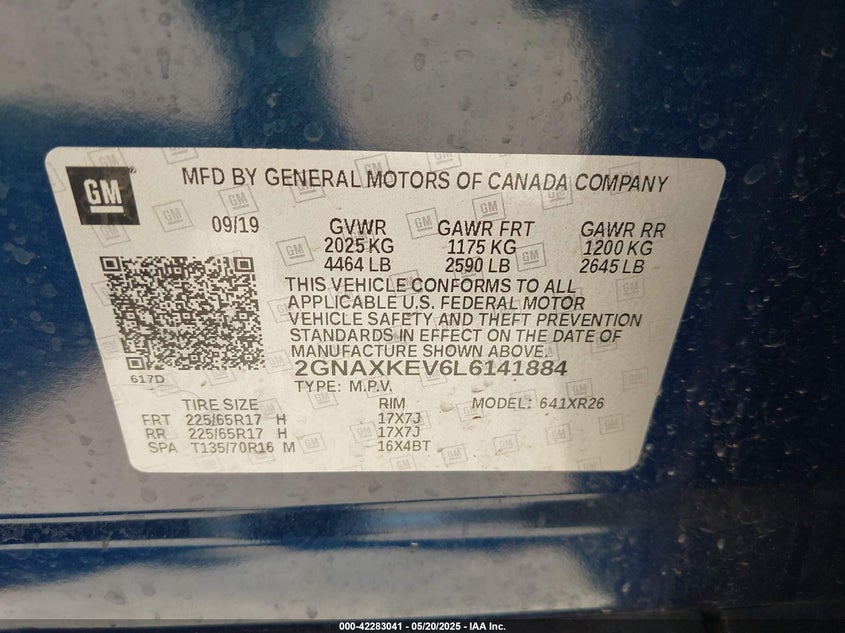 GM
MFD BY GENERAL MOTORS OF CANADA COMPANY
09/19 GVWR GAWR FRT GAWR RR
2025 KG 1175 KG 1200 KG
4464 LB 2590 LB 2645 LB
THIS VEHICLE CONFORMS TO ALL
APPLICABLE U.S. FEDERAL MOTOR
VEHICLE SAFETY AND THEFT PREVENTION
STANDARDS IN EFFECT ON THE DATE OF
MANUFACTURE SHOWN ABOVE.
617D
2GNAXKEV6L6141884
TYPE: M.P.V.
TIRE SIZE RIM MODEL: 641XR26
FRT 225/65R17 H 17X7J
RR 225/65R17 H 17X7J
SPA T135/70R16 M 16X4BT
000-42283041 - 05/20/2025 - IAA Inc.